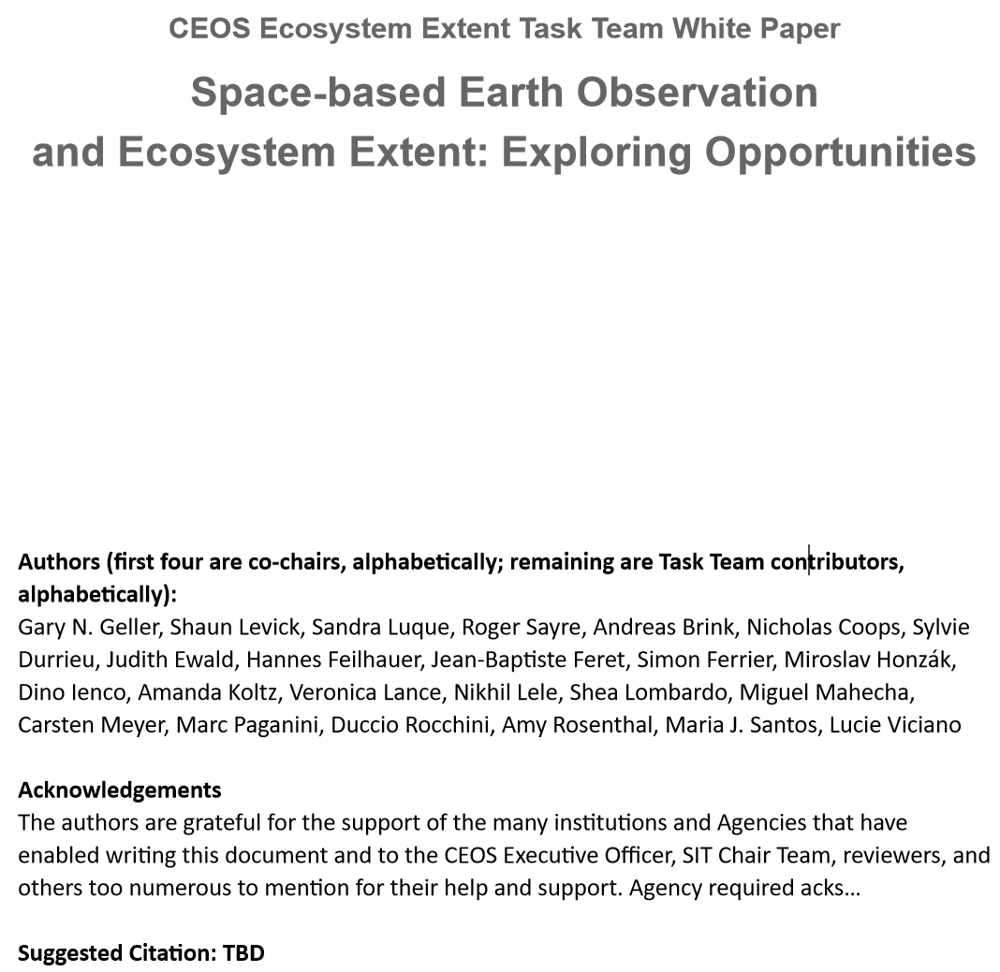 CEOS Ecosystem Extent Task Team White Paper
Space-based Earth Observation
and Ecosystem Extent: Exploring Opportunities
Authors (first four are co-chairs, alphabetically; remaining are Task Team contributors,
alphabetically):
Gary N. Geller, Shaun Levick, Sandra Luque, Roger Sayre, Andreas Brink, Nicholas Coops, Sylvie
Durrieu, Judith Ewald, Hannes Feilhauer, Jean-Baptiste Feret, Simon Ferrier, Miroslav Honzák,
Dino Ienco, Amanda Koltz, Veronica Lance, Nikhil Lele, Shea Lombardo, Miguel Mahecha,
Carsten Meyer, Marc Paganini, Duccio Rocchini, Amy Rosenthal, Maria J. Santos, Lucie Viciano
Acknowledgements
The authors are grateful for the support of the many institutions and Agencies that have
enabled writing this document and to the CEOS Executive Officer, SIT Chair Team, reviewers, and
others too numerous to mention for their help and support. Agency required acks…
Suggested Citation: TBD